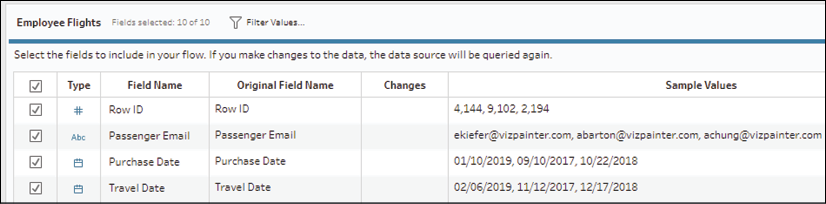 Employee Flights Fields selected: 10 of 10 Filter Values...
Select the fields to include in your flow. If you make changes to the data, the data source will be queried again.
Type Field Name Original Field Name Changes Sample Values
# Row ID Row ID 4,144, 9,102, 2,194
Abc Passenger Email Passenger Email ekiefer@vizpainter.com, abarton@vizpainter.com, achung@vizpainter.com
Purchase Date Purchase Date 01/10/2019, 09/10/2017, 10/22/2018
Travel Date Travel Date 02/06/2019, 11/12/2017, 12/17/2018